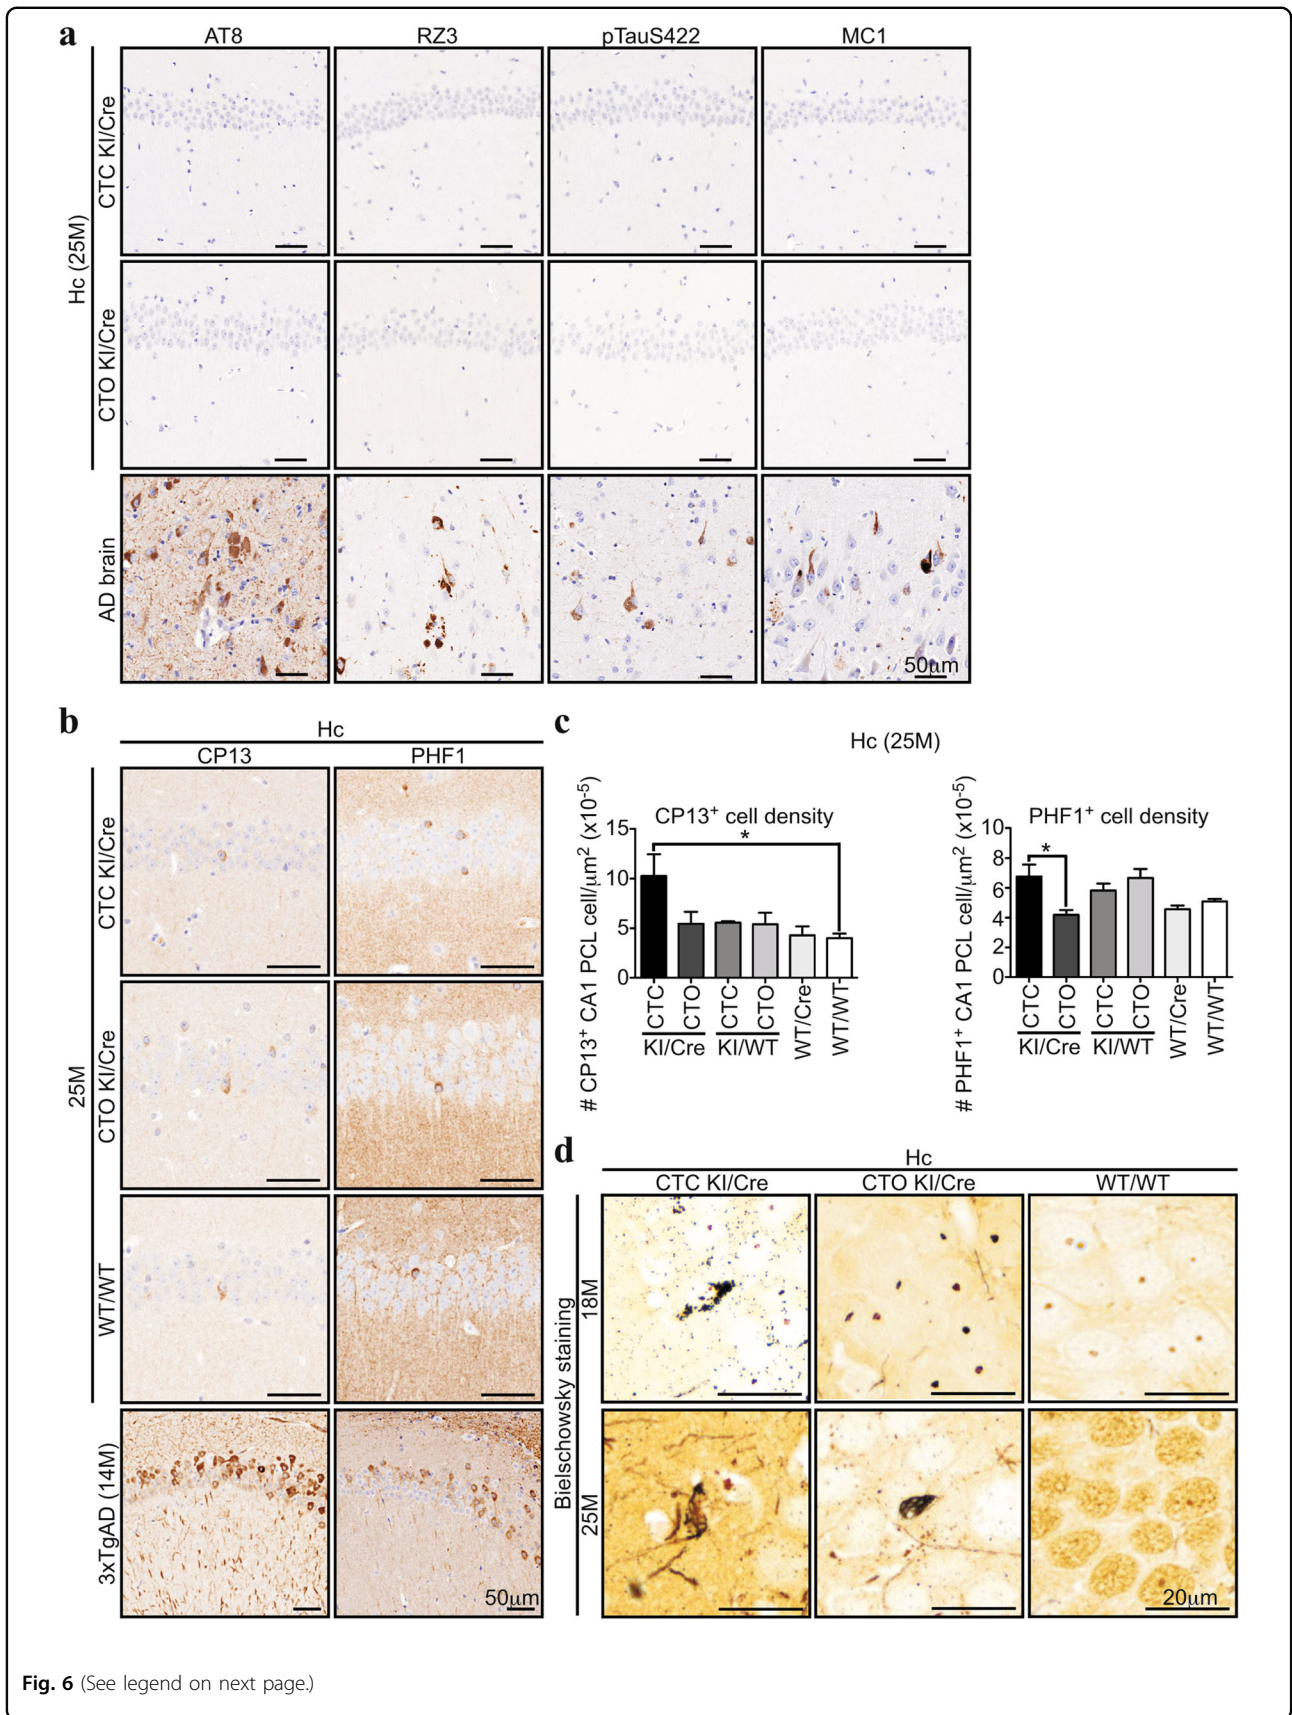 a
AT8 RZ3 pTauS422 MC1
Hc (25M)
CTC KI/Cre
CTO KI/Cre
AD brain
50μm
b
Hc
CP13 PHF1
25M
CTC KI/Cre
CTO KI/Cre
WT/WT
3xTgAD (14M)
50μm
c
Hc (25M)
CP13+ cell density
# CP13+ CA1 PCL cell/μm2 (x10-5)
15
10
5
0
*
CTC CTO CTC CTO WT/Cre WT/WT
KI/Cre KI/WT
PHF1+ cell density
# PHF1+ CA1 PCL cell/μm2 (x10-5)
10
8
6
4
2
0
*
CTC CTO CTC CTO WT/Cre WT/WT
KI/Cre KI/WT
d
Hc
CTC KI/Cre CTO KI/Cre WT/WT
Bielschowsky staining
18M
25M
20μm
Fig. 6 (See legend on next page.)